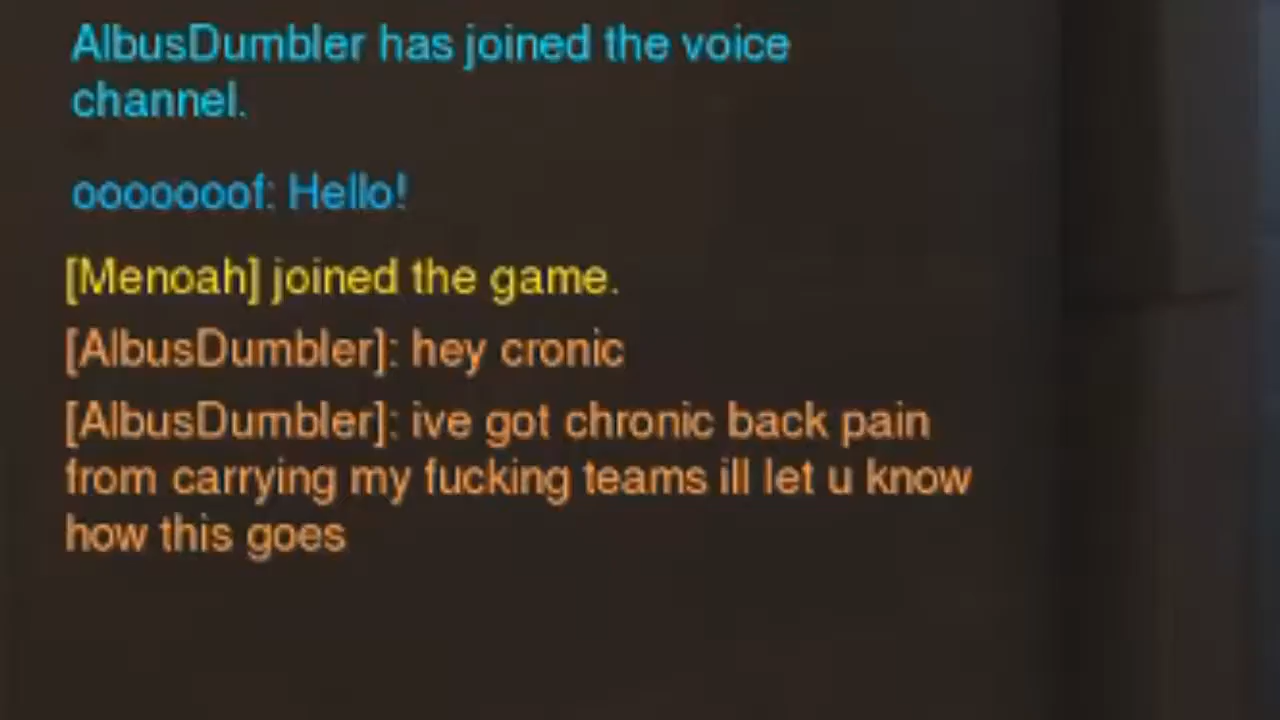 AlbusDumbler has joined the voice
channel.
ooooooof: Hello!
[Menoah] joined the game.
[AlbusDumbler]: hey cronic
[AlbusDumbler]: ive got chronic back pain
from carrying my fucking teams ill let u know
how this goes